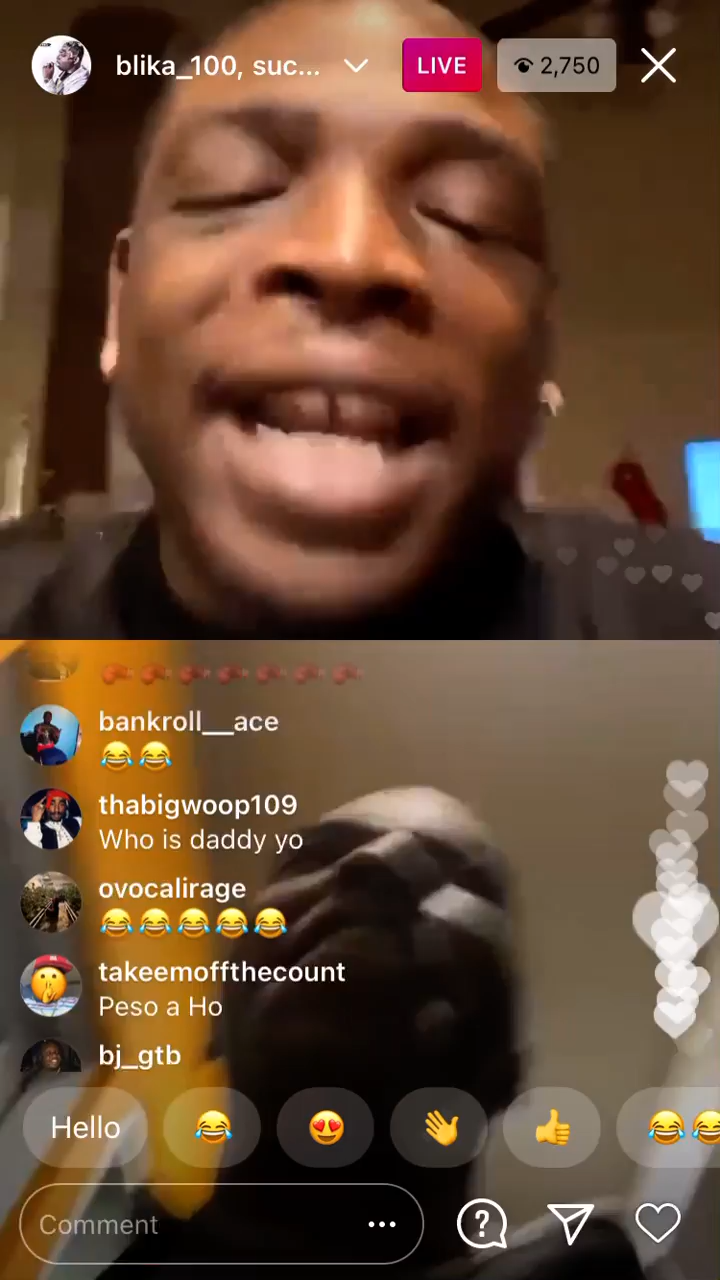 blika_100, suc...
LIVE
2,750
bankroll__ace
😂😂
thabigwoop109
Who is daddy yo
ovocalirage
😂😂😂😂😂
takeemoffthecount
Peso a Ho
bj_gtb
Hello
Comment